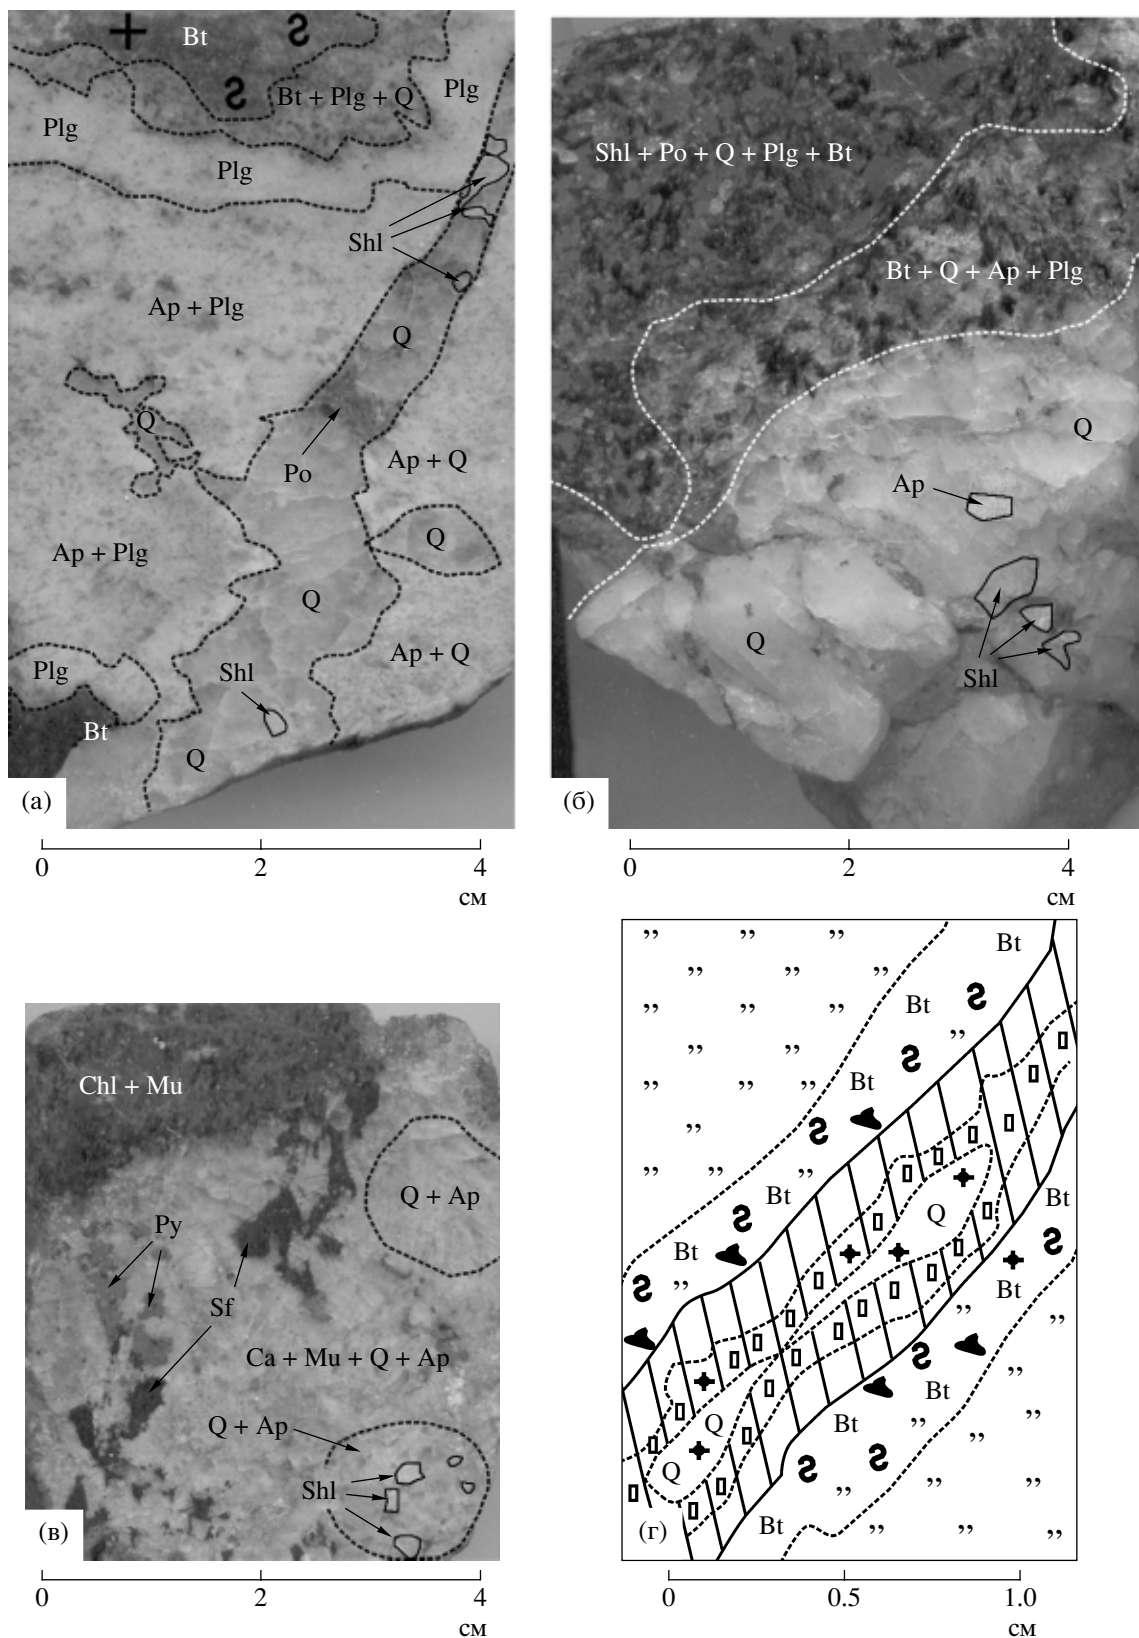 Bt
S
S
Bt + Plg + Q
Plg
Plg
Plg
Shl
Ap + Plg
Q
Q
Po
Ap + Q
Q
Ap + Plg
Q
Ap + Q
Plg
Shl
Bt
Q
(а)
0 2 4
см
Shl + Po + Q + Plg + Bt
Bt + Q + Ap + Plg
Q
Ap
Q
Shl
(б)
0 2 4
см
Chl + Mu
Q + Ap
Py
Sf
Ca + Mu + Q + Ap
Q + Ap
Shl
(в)
0 2 4
см
Bt
Bt
S
S
Bt
S
Bt
Bt
S
Q
S
Bt
S
Bt
S
Bt
Q
Bt
Q
S
S
Bt
(г)
0 0.5 1.0
см